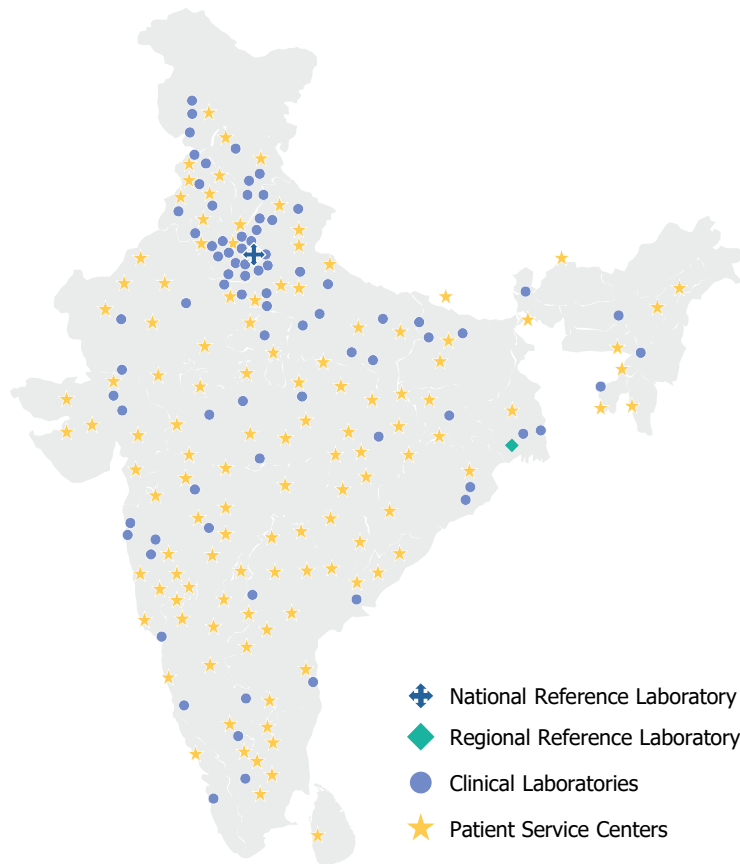 National Reference Laboratory
Regional Reference Laboratory
Clinical Laboratories
Patient Service Centers